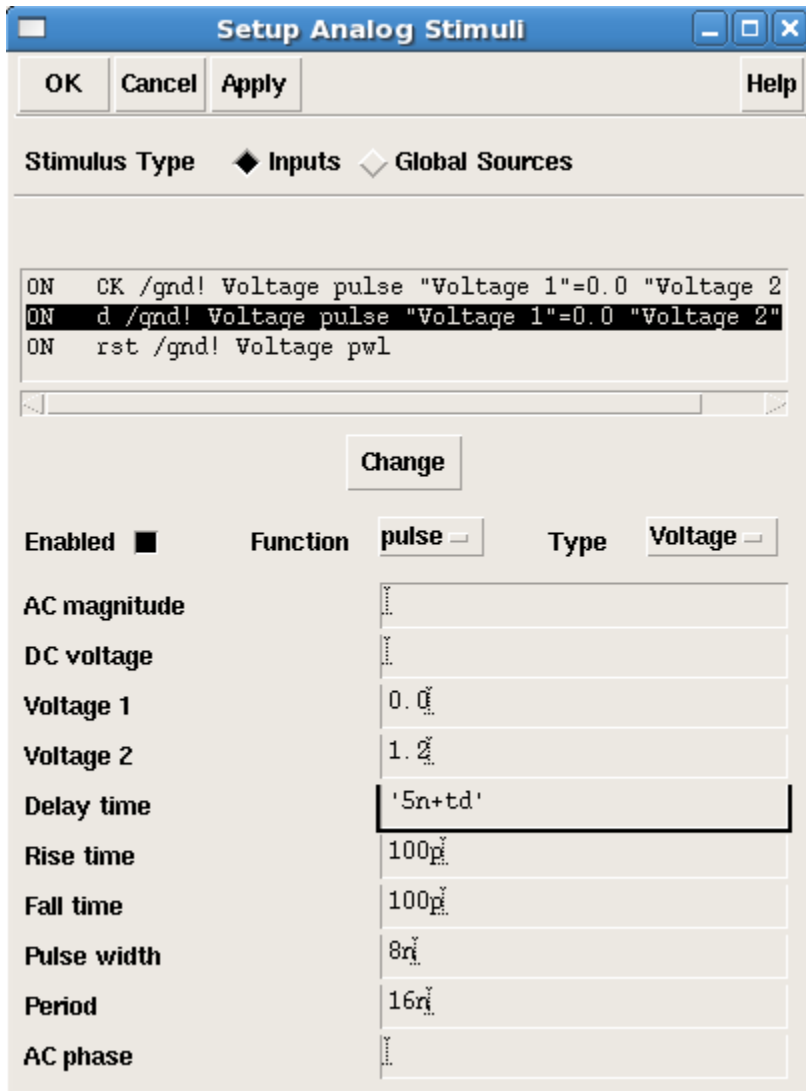 Setup Analog Stimuli
OK Cancel Apply Help
Stimulus Type Inputs Global Sources
ON CK /gnd! Voltage pulse "Voltage 1"=0.0 "Voltage 2
ON d /gnd! Voltage pulse "Voltage 1"=0.0 "Voltage 2"
ON rst /gnd! Voltage pwl
Change
Enabled Function pulse Type Voltage
AC magnitude
DC voltage
Voltage 1 0.0
Voltage 2 1.2
Delay time '5n+td'
Rise time 100p
Fall time 100p
Pulse width 8n
Period 16n
AC phase